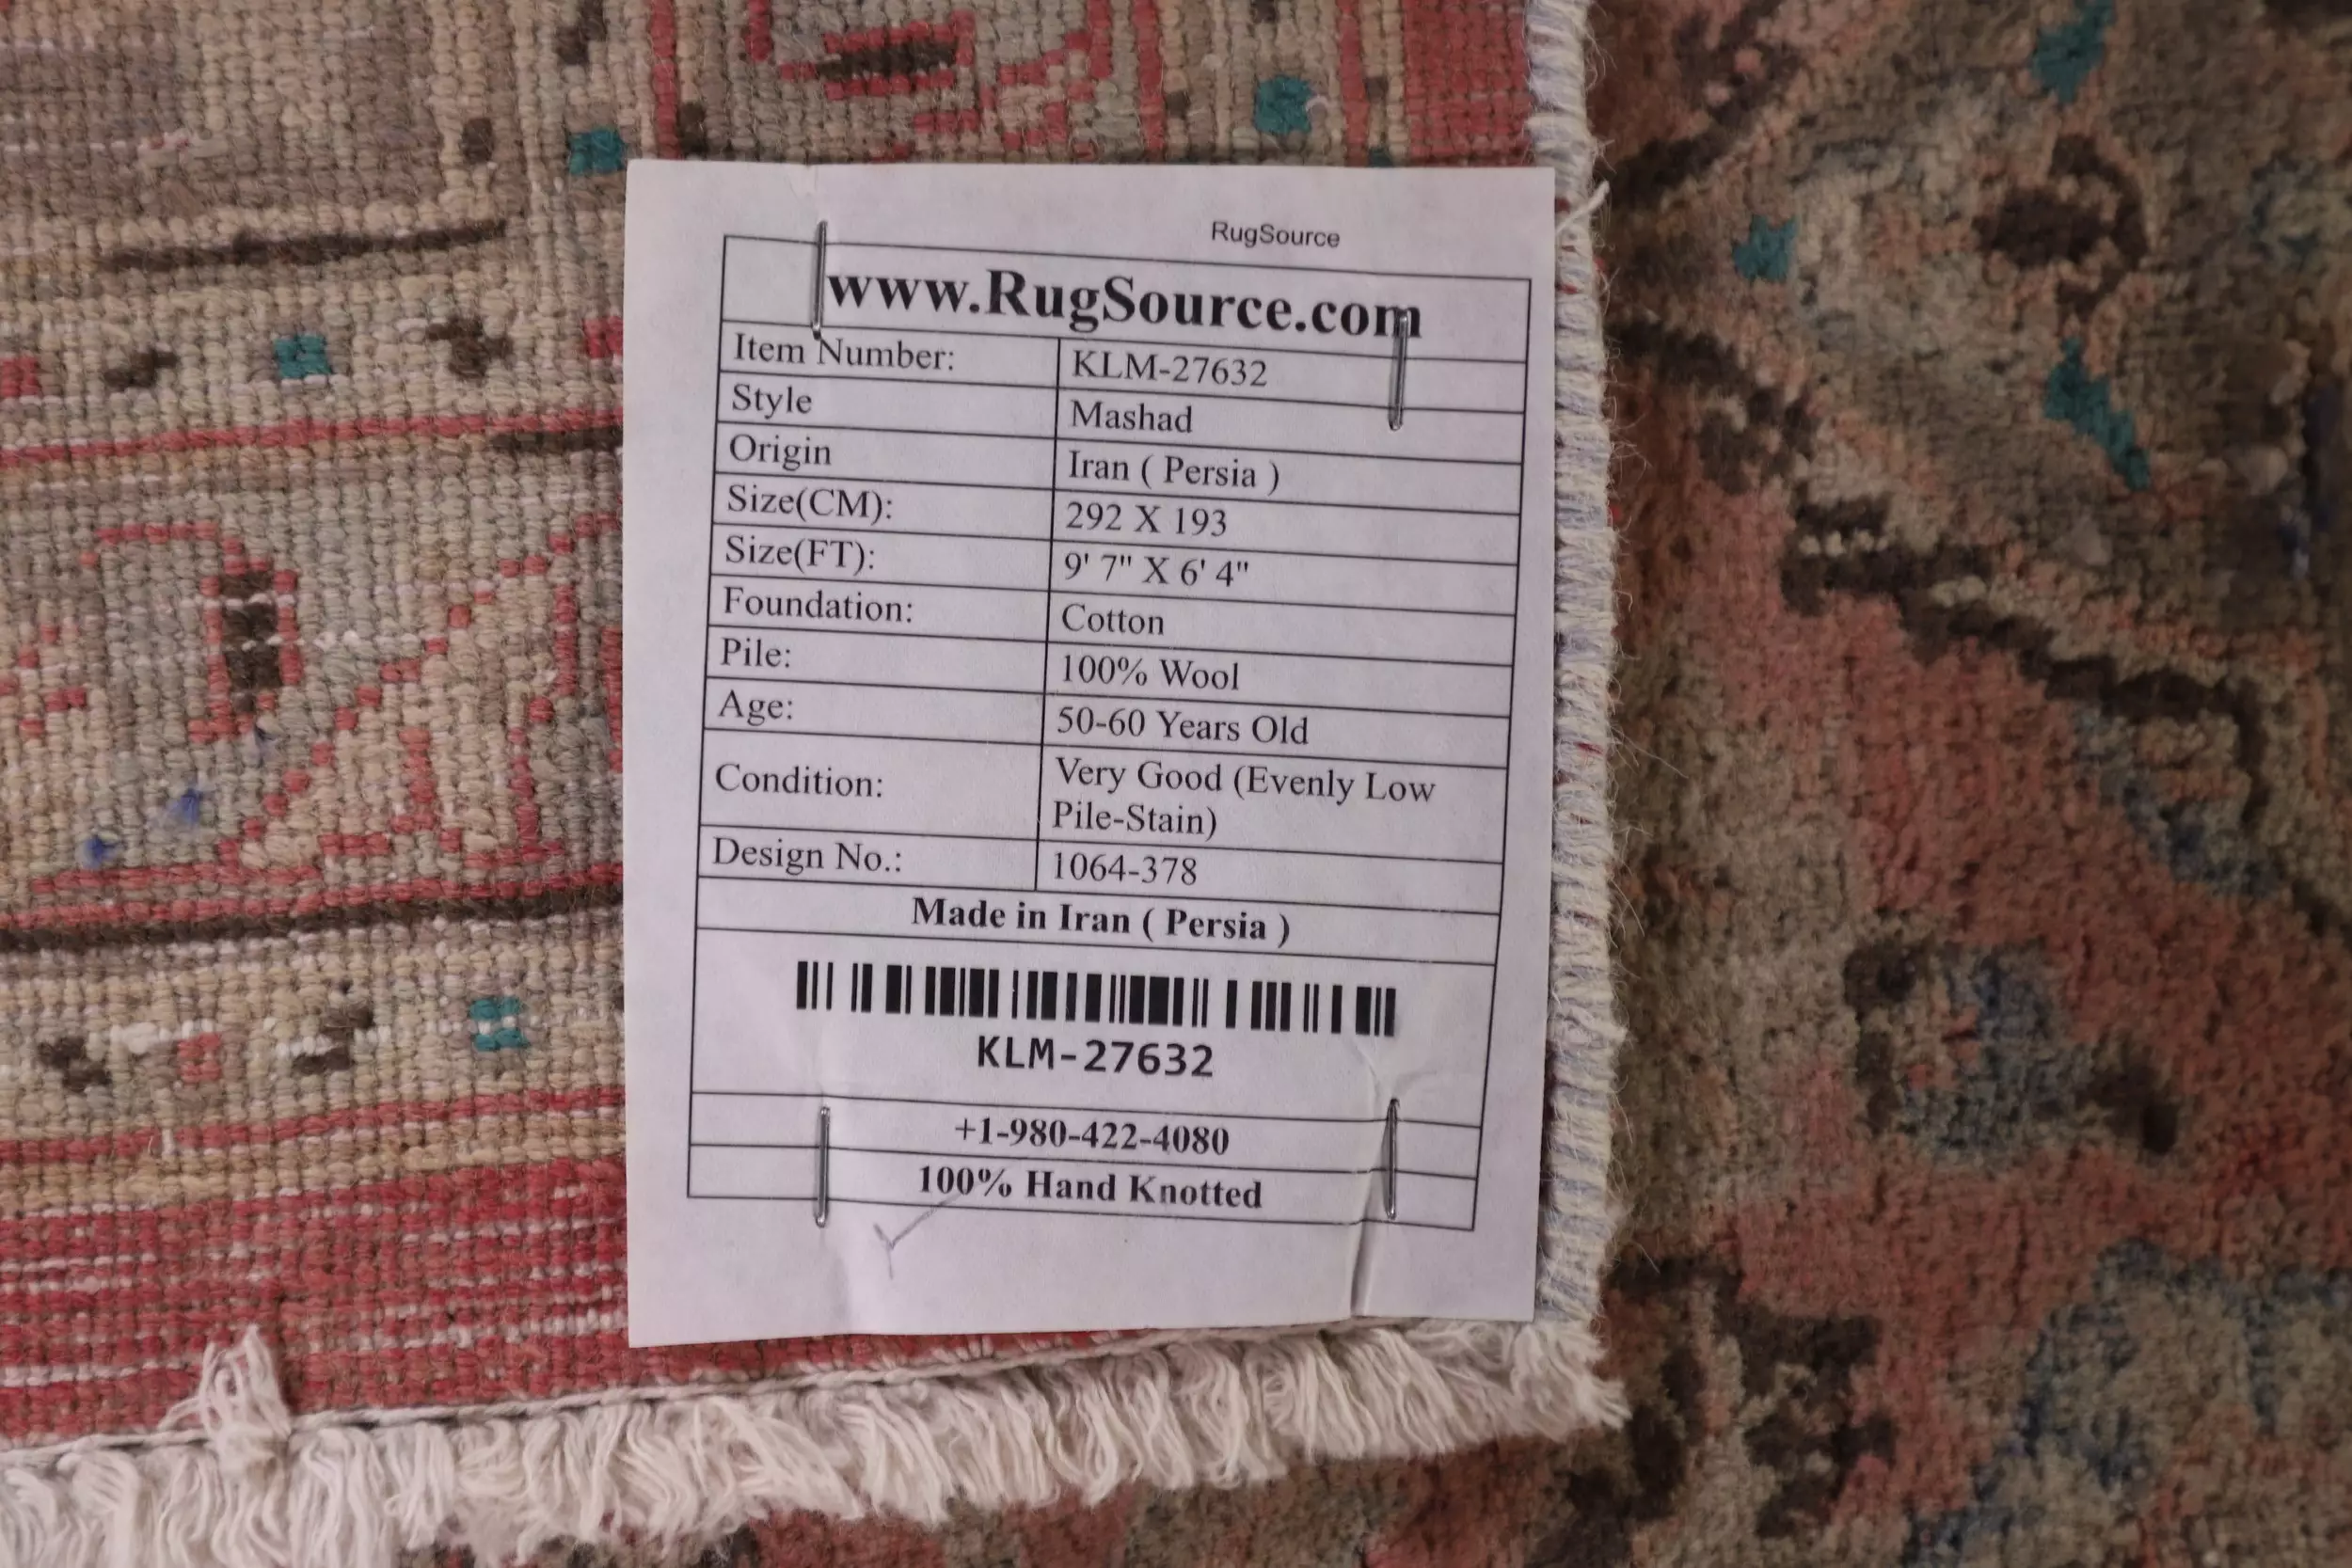 RugSource
www.RugSource.com
Item Number: KLM-27632
Style Mashad
Origin Iran ( Persia )
Size(CM): 292 X 193
Size(FT): 9' 7" X 6' 4"
Foundation: Cotton
Pile: 100% Wool
Age: 50-60 Years Old
Condition: Very Good (Evenly Low
Pile-Stain)
Design No.: 1064-378
Made in Iran ( Persia )
KLM-27632
+1-980-422-4080
100% Hand Knotted